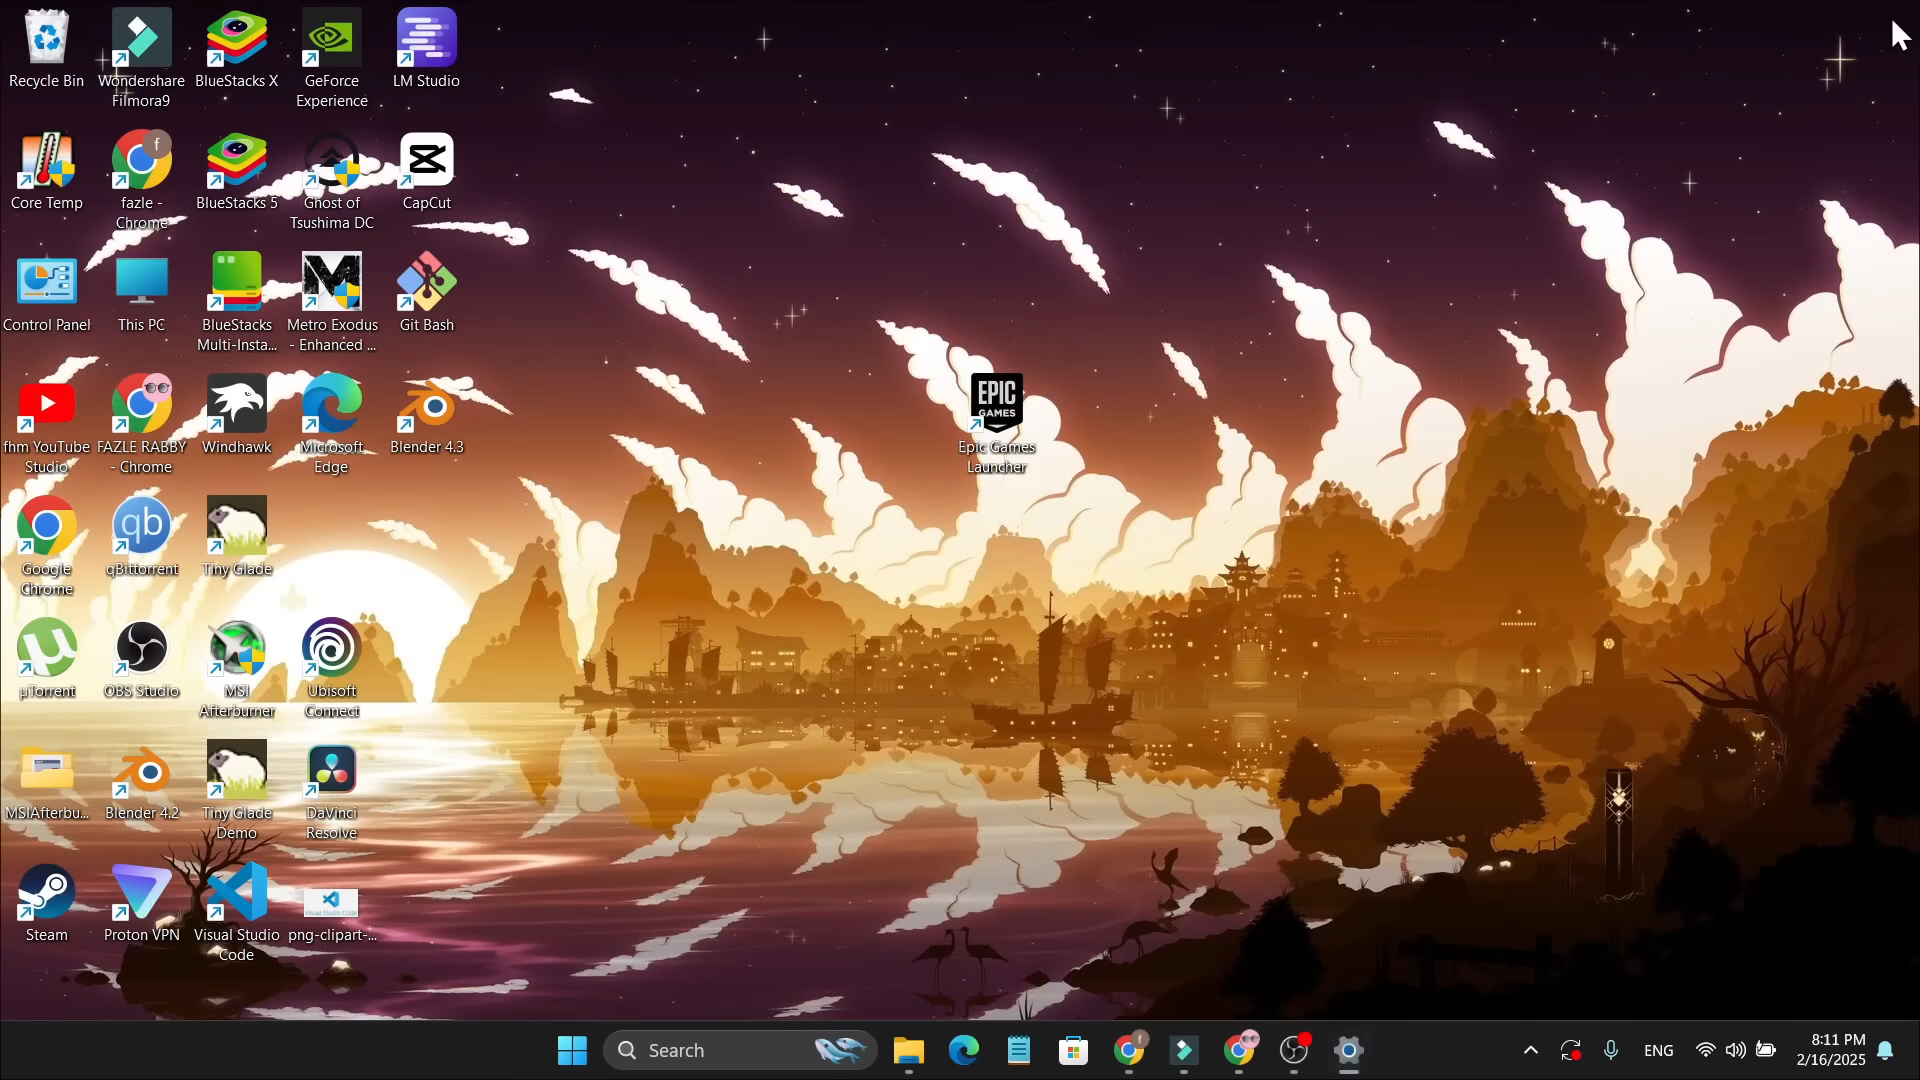 Recycle Bin
Wondershare
Filmora9
BlueStacks X
GeForce
Experience
LM Studio
Core Temp
f
fazle -
Chrome
BlueStacks 5
Ghost of
Tsushima DC
CapCut
Control Panel
This PC
BlueStacks
Multi-Insta...
Metro Exodus
- Enhanced ...
Git Bash
fhm YouTube
Studio
FAZLE RABBY
- Chrome
Windhawk
Microsoft
Edge
Blender 4.3
EPIC
GAMES
Epic Games
Launcher
Google
Chrome
qb
qBittorrent
Tiny Glade
µTorrent
OBS Studio
MSI
Afterburner
Ubisoft
Connect
MSIAfterbu...
Blender 4.2
Tiny Glade
Demo
DaVinci
Resolve
Steam
Proton VPN
Visual Studio
Code
Visual Studio Code
png-clipart-...
Search
f
ENG
8:11 PM
2/16/2025